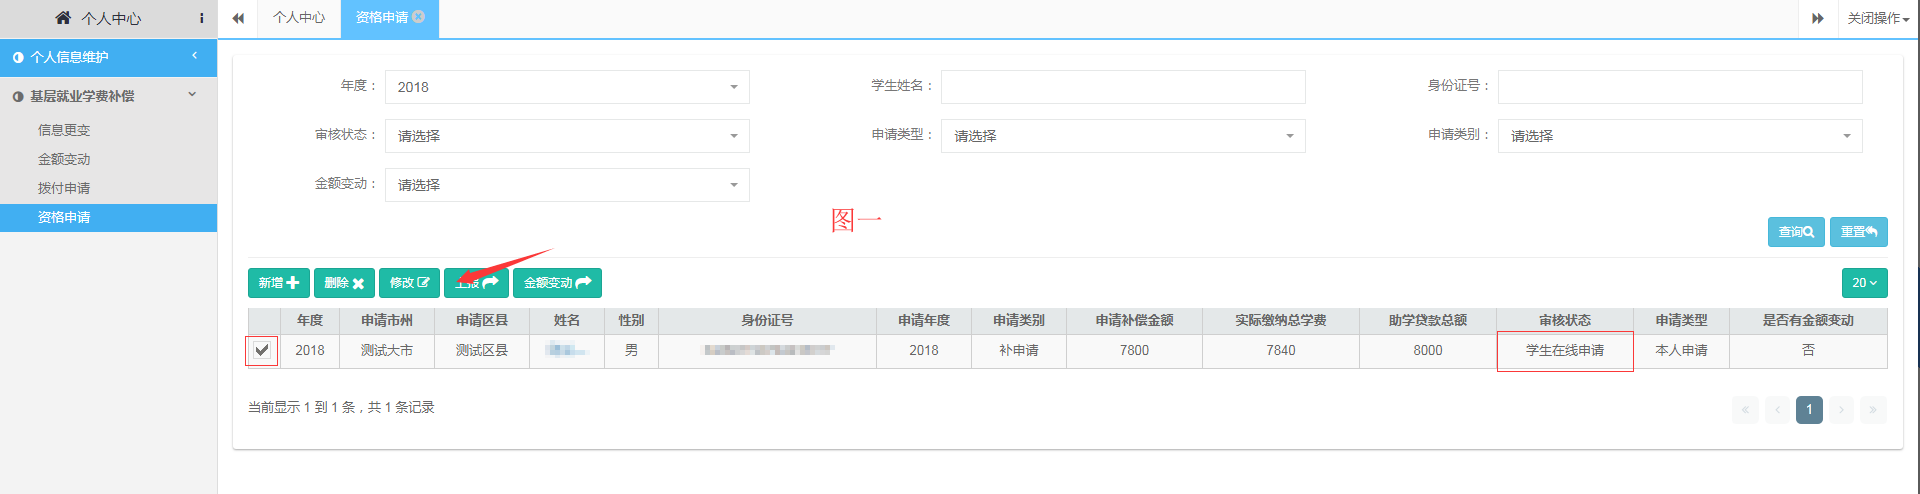 个人中心
个人中心
资格申请
关闭操作
个人信息维护
基层就业学费补偿
信息更变
金额变动
拨付申请
资格申请
年度：
2018
学生姓名：
身份证号：
审核状态：
请选择
申请类型：
请选择
申请类别：
请选择
金额变动：
请选择
图一
查询
重置
新增
删除
修改
上报
金额变动
20
年度 申请市州 申请区县 姓名 性别 身份证号 申请年度 申请类别 申请补偿金额 实际缴纳总学费 助学贷款总额 审核状态 申请类型 是否有金额变动
2018 测试大市 测试区县 男 2018 补申请 7800 7840 8000 学生在线申请 本人申请 否
当前显示 1 到 1 条，共 1 条记录
« ‹ 1 › »